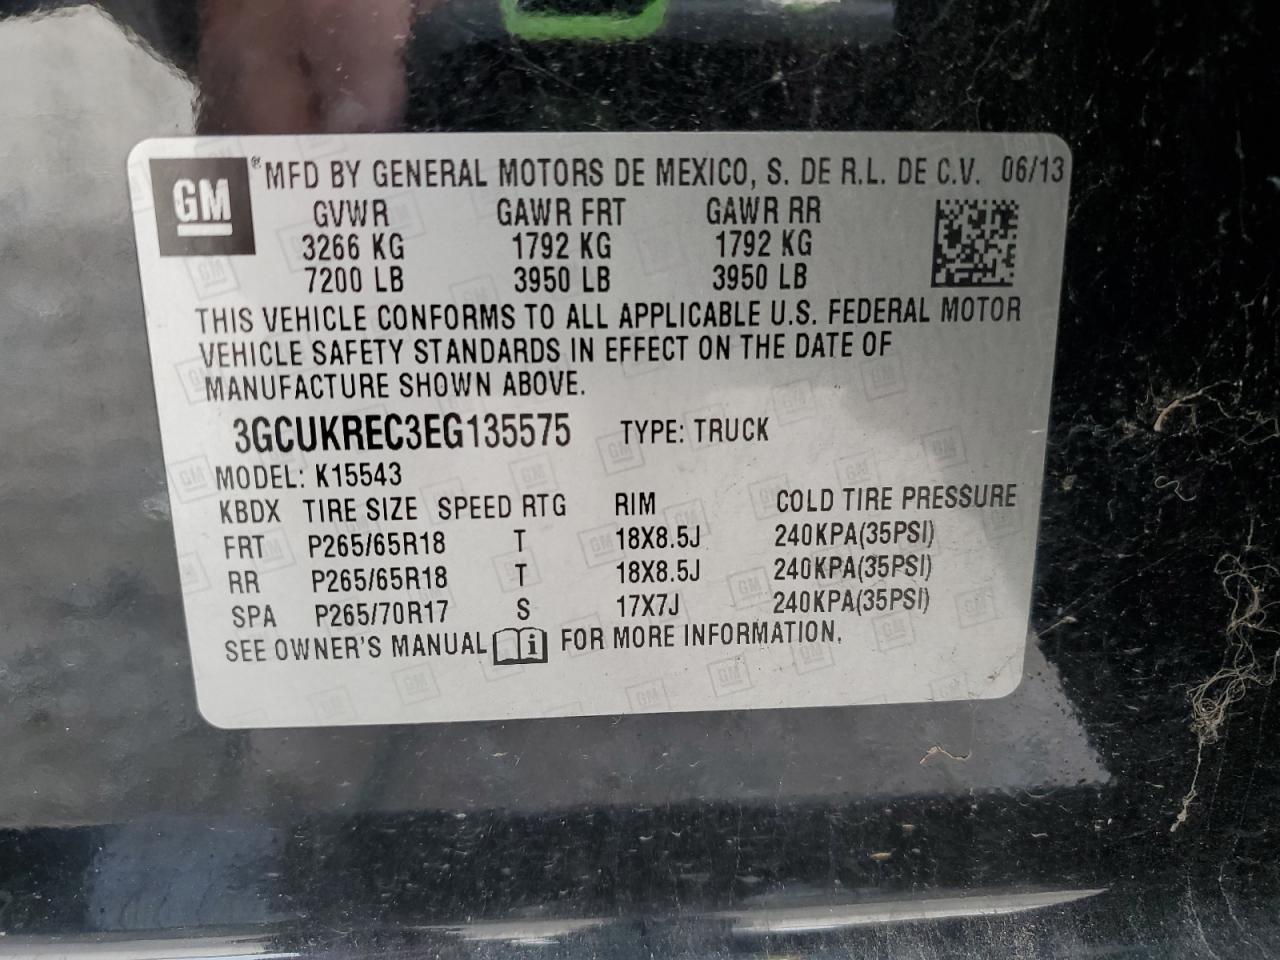 GM ® MFD BY GENERAL MOTORS DE MEXICO, S. DE R.L. DE C.V. 06/13
GVWR GAWR FRT GAWR RR
3266 KG 1792 KG 1792 KG
7200 LB 3950 LB 3950 LB
THIS VEHICLE CONFORMS TO ALL APPLICABLE U.S. FEDERAL MOTOR
VEHICLE SAFETY STANDARDS IN EFFECT ON THE DATE OF
MANUFACTURE SHOWN ABOVE.
3GCUKREC3EG135575 TYPE: TRUCK
MODEL: K15543
KBDX TIRE SIZE SPEED RTG RIM COLD TIRE PRESSURE
FRT P265/65R18 T 18X8.5J 240KPA(35PSI)
RR P265/65R18 T 18X8.5J 240KPA(35PSI)
SPA P265/70R17 S 17X7J 240KPA(35PSI)
SEE OWNER'S MANUAL i FOR MORE INFORMATION.